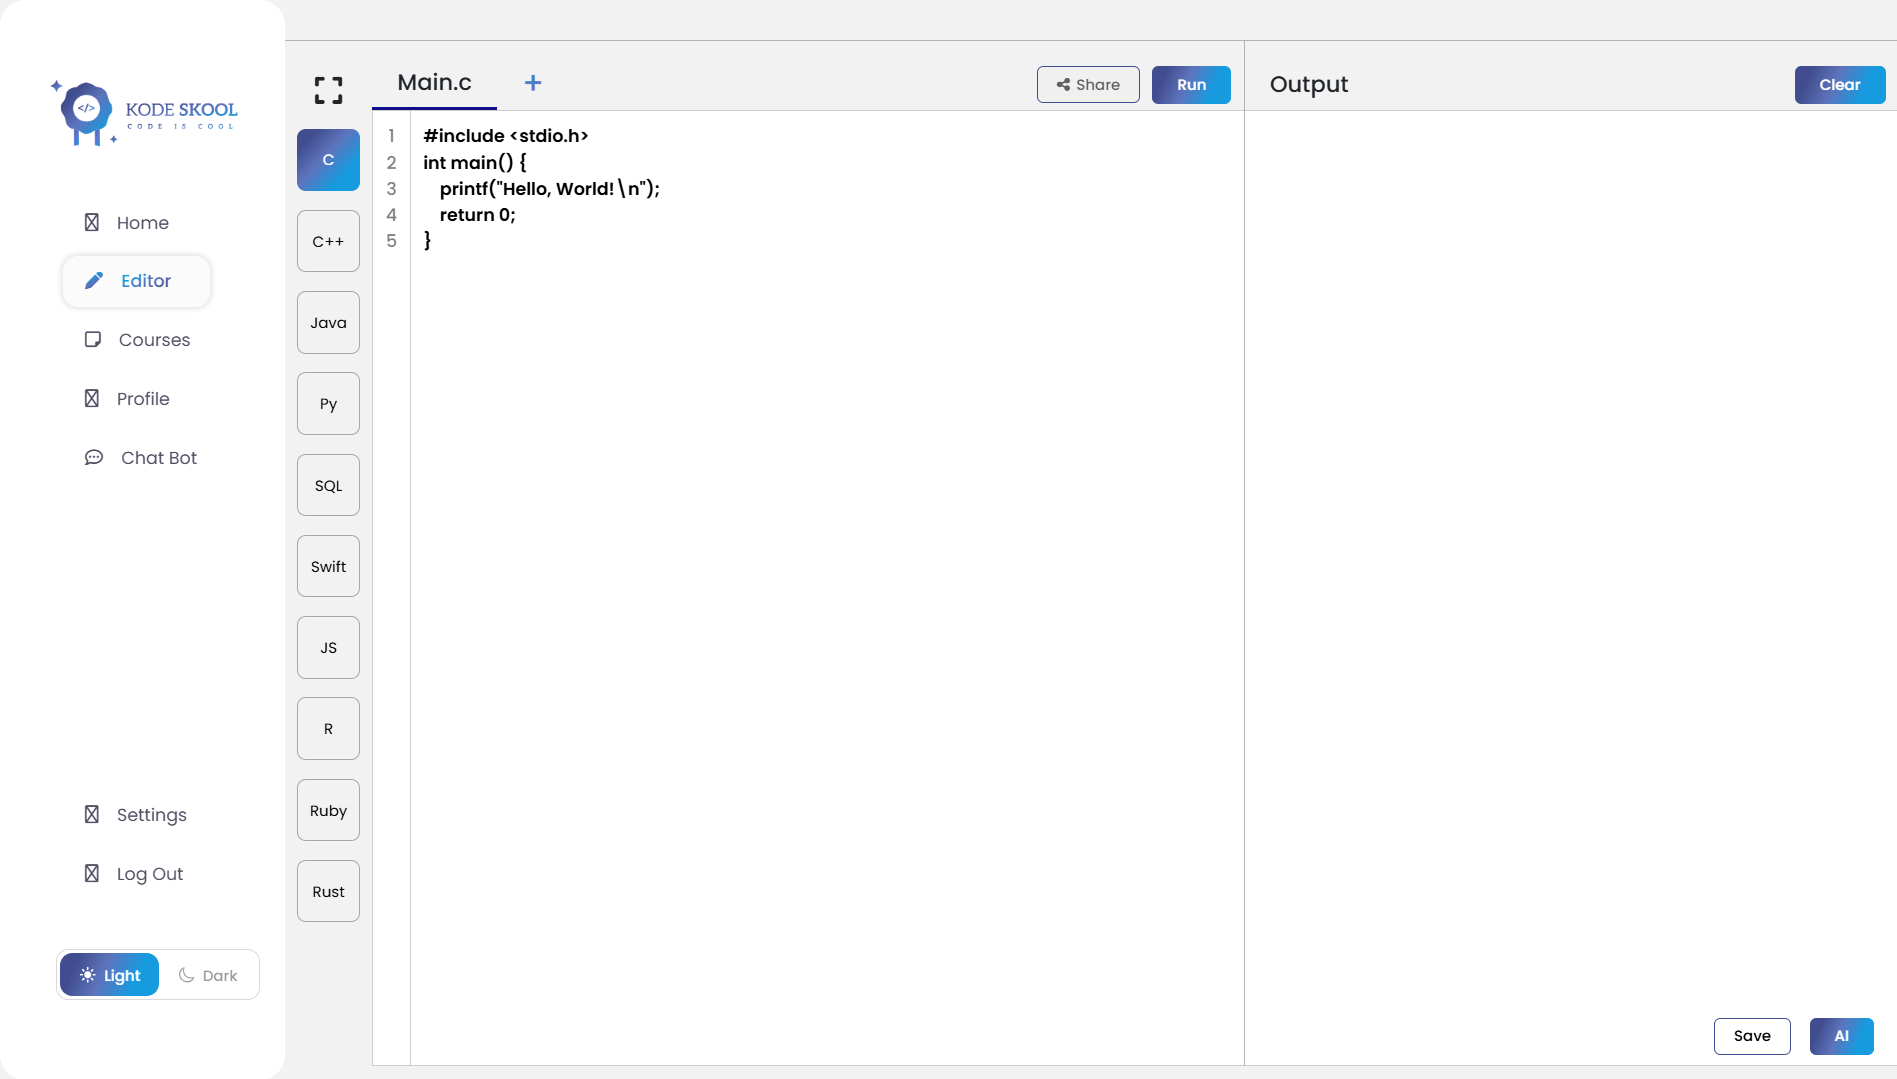 </>
KODE SKOOL
CODE IS COOL
Home
Editor
Courses
Profile
Chat Bot
Settings
Log Out
Light
Dark
C
C++
Java
Py
SQL
Swift
JS
R
Ruby
Rust
Main.c
+
Share
Run
1 #include <stdio.h>
2 int main() {
3     printf("Hello, World!\n");
4     return 0;
5 }
Output
Clear
Save
AI